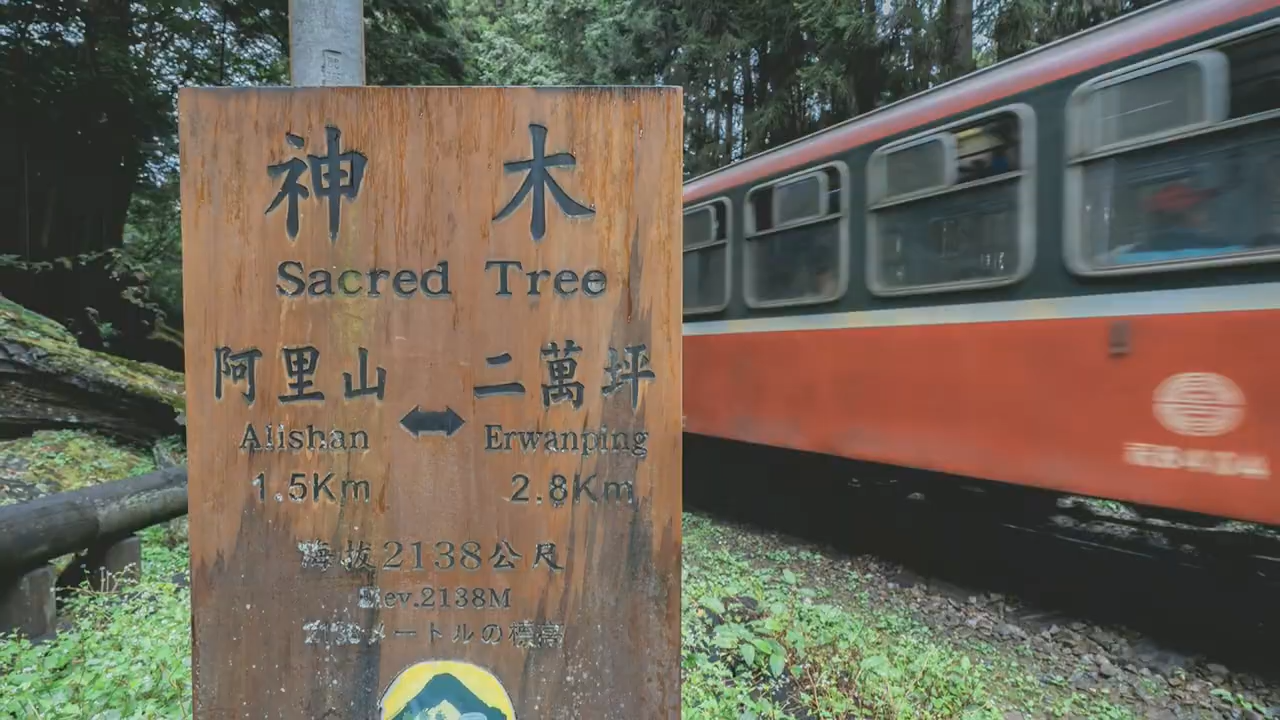 神木
Sacred Tree
阿里山 二萬坪
Alishan Erwanping
1.5Km 2.8Km
海拔2138公尺
Elev.2138M
2138メートルの標高